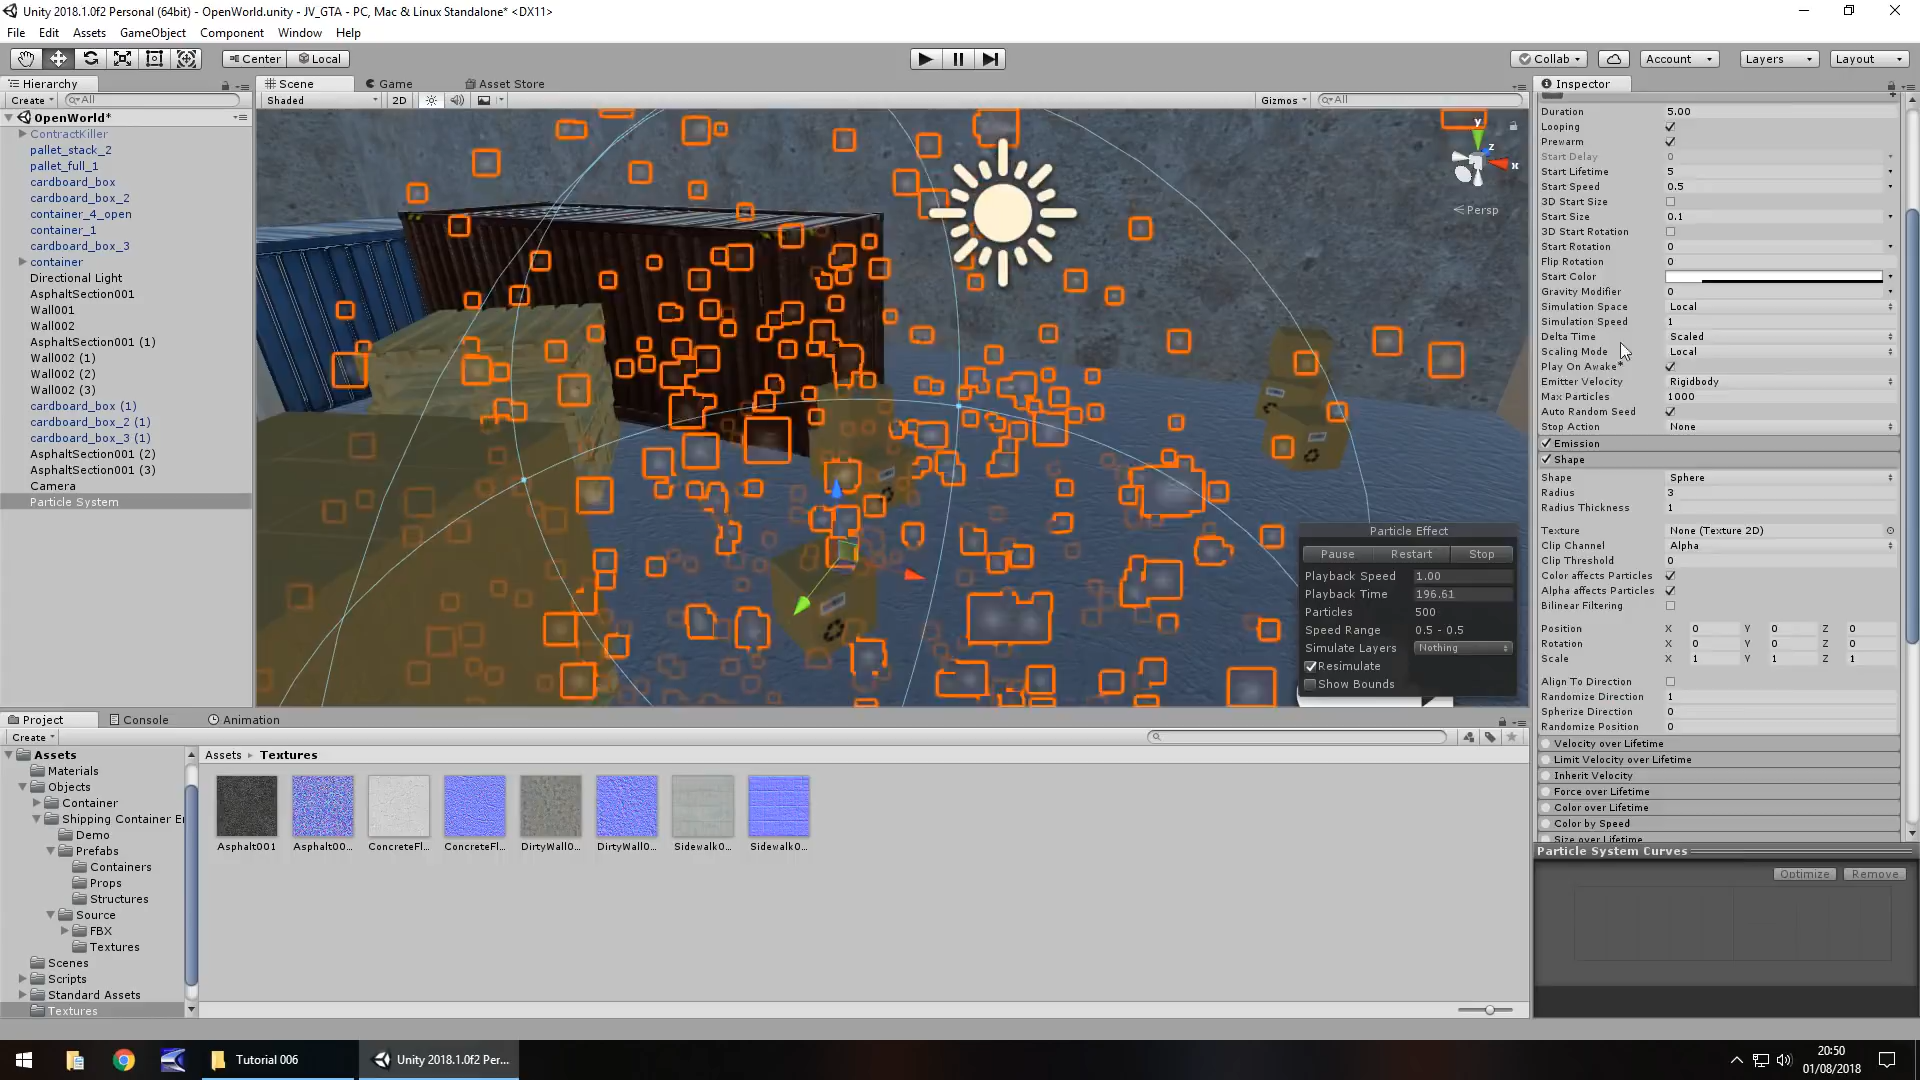 Unity 2018.1.0f2 Personal (64bit) - OpenWorld.unity - JV_GTA - PC, Mac & Linux Standalone* <DX11>
File Edit Assets GameObject Component Window Help
Center Local Collab Account Layers Layout
Hierarchy
Create All
OpenWorld*
ContractKiller
pallet_stack_2
pallet_full_1
cardboard_box
cardboard_box_2
container_4_open
container_1
cardboard_box_3
container
Directional Light
AsphaltSection001
Wall001
Wall002
AsphaltSection001 (1)
Wall002 (1)
Wall002 (2)
Wall002 (3)
cardboard_box (1)
cardboard_box_2 (1)
cardboard_box_3 (1)
AsphaltSection001 (2)
AsphaltSection001 (3)
Camera
Particle System
Scene Game Asset Store
Shaded 2D Gizmos All
y
z
x
Persp
Particle Effect
Pause Restart Stop
Playback Speed 1.00
Playback Time 196.61
Particles 500
Speed Range 0.5 - 0.5
Simulate Layers Nothing
Resimulate
Show Bounds
Inspector
Duration 5.00
Looping
Prewarm
Start Delay 0
Start Lifetime 5
Start Speed 0.5
3D Start Size
Start Size 0.1
3D Start Rotation
Start Rotation 0
Flip Rotation 0
Start Color
Gravity Modifier 0
Simulation Space Local
Simulation Speed 1
Delta Time Scaled
Scaling Mode Local
Play On Awake*
Emitter Velocity Rigidbody
Max Particles 1000
Auto Random Seed
Stop Action None
Emission
Shape
Shape Sphere
Radius 3
Radius Thickness 1
Texture None (Texture 2D)
Clip Channel Alpha
Clip Threshold 0
Color affects Particles
Alpha affects Particles
Bilinear Filtering
Position X 0 Y 0 Z 0
Rotation X 0 Y 0 Z 0
Scale X 1 Y 1 Z 1
Align To Direction
Randomize Direction 1
Spherize Direction 0
Randomize Position 0
Velocity over Lifetime
Limit Velocity over Lifetime
Inherit Velocity
Force over Lifetime
Color over Lifetime
Color by Speed
Size over Lifetime
Particle System Curves
Optimize Remove
Project Console Animation
Create
Assets
Materials
Objects
Container
Shipping Container Er
Demo
Prefabs
Containers
Props
Structures
Source
FBX
Textures
Scenes
Scripts
Standard Assets
Textures
Assets Textures
Asphalt001 Asphalt00... ConcreteFl... ConcreteFl... DirtyWall0... DirtyWall0... Sidewalk0... Sidewalk0...
Tutorial 006
Unity 2018.1.0f2 Per...
20:50
01/08/2018